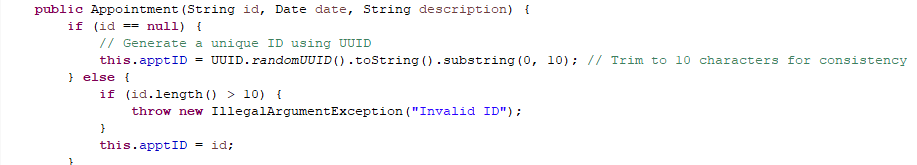 public Appointment(String id, Date date, String description) {
if (id == null) {
// Generate a unique ID using UUID
this.apptID = UUID.randomUUID().toString().substring(0, 10); // Trim to 10 characters for consistency
} else {
if (id.length() > 10) {
throw new IllegalArgumentException("Invalid ID");
}
this.apptID = id;
}